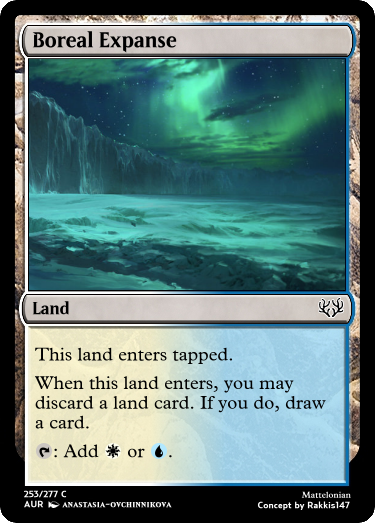 Boreal Expanse
Land
This land enters tapped.
When this land enters, you may
discard a land card. If you do, draw
a card.
: Add or .
253/277 C
Mattelonian
AUR ANASTASIA-OVCHINNIKOVA
Concept by Rakkis147